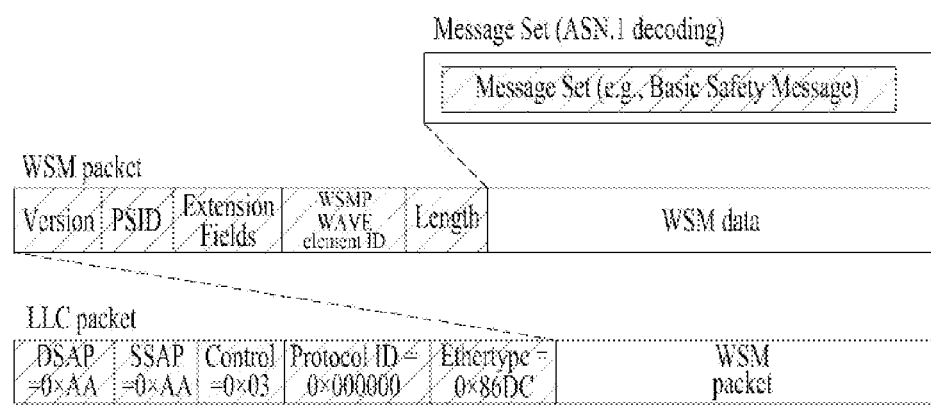 Message Set (ASN.1 decoding)
Message Set (e.g., Basic Safety Message)
WSM packet
Version PSID Extension Fields WSMP WAVE element ID Length WSM data
LLC packet
DSAP =0×AA SSAP =0×AA Control =0×03 Protocol ID = 0×000000 Ethertype = 0×86DC WSM packet